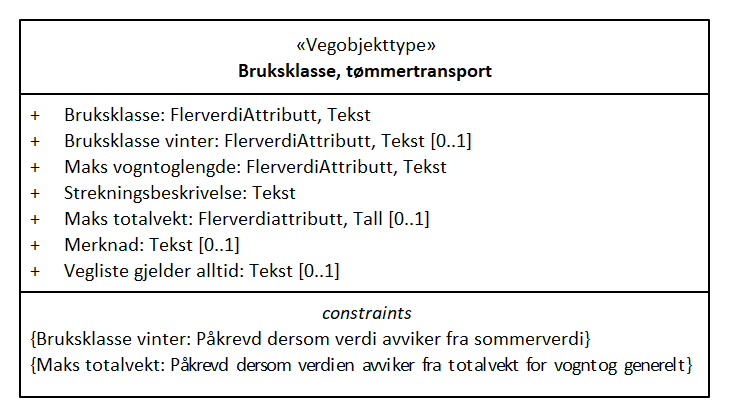 «Vegobjekttype»
Bruksklasse, tømmertransport
+ Bruksklasse: FlerverdiAttributt, Tekst
+ Bruksklasse vinter: FlerverdiAttributt, Tekst [0..1]
+ Maks vogntoglengde: FlerverdiAttributt, Tekst
+ Strekningsbeskrivelse: Tekst
+ Maks totalvekt: Flerverdiattributt, Tall [0..1]
+ Merknad: Tekst [0..1]
+ Vegliste gjelder alltid: Tekst [0..1]
constraints
{Bruksklasse vinter: Påkrevd dersom verdi avviker fra sommerverdi}
{Maks totalvekt: Påkrevd dersom verdien avviker fra totalvekt for vogntog generelt}